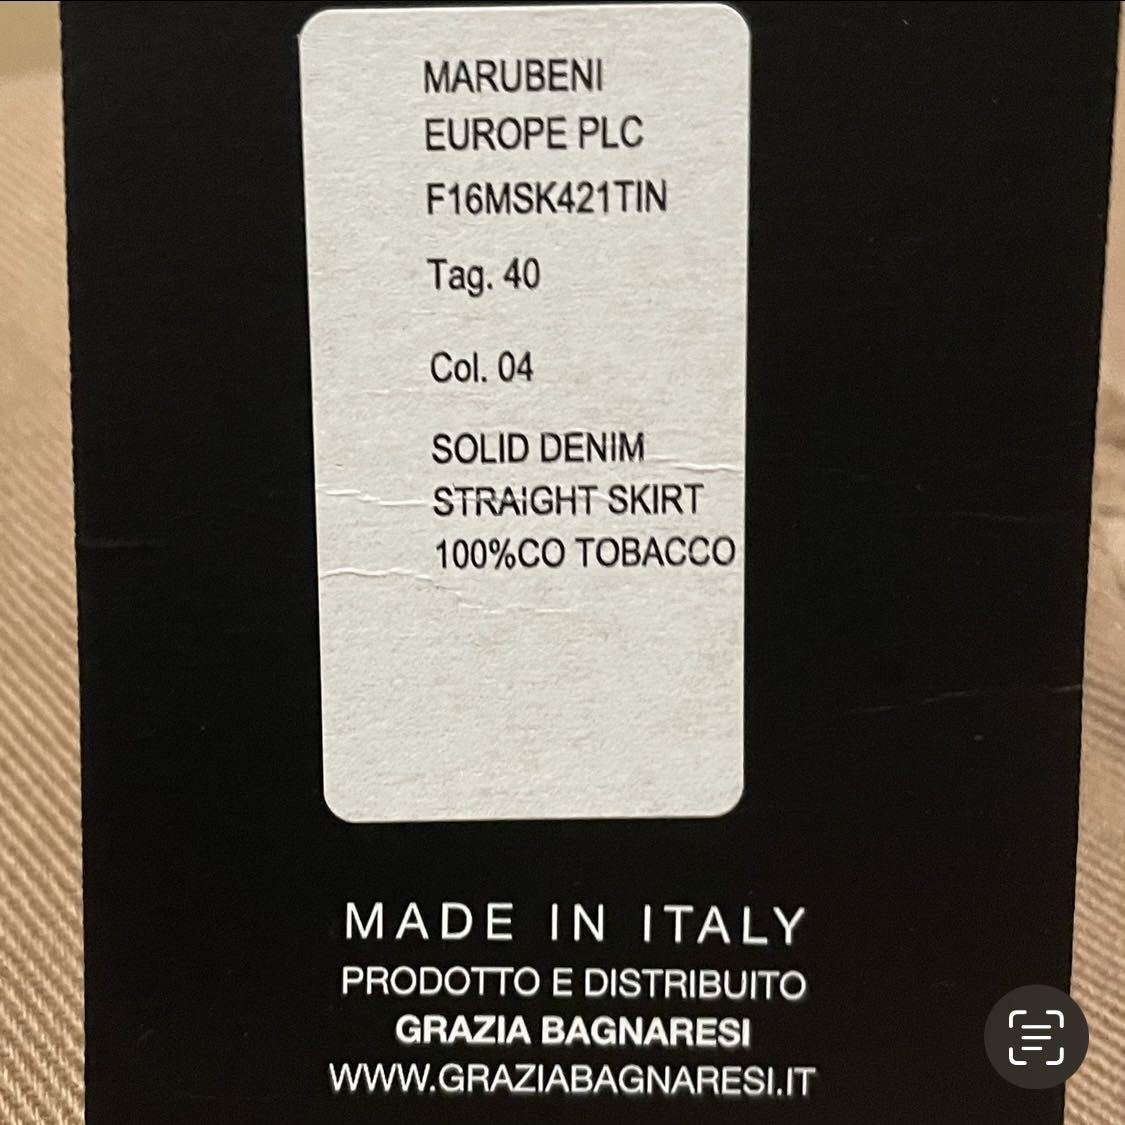 MARUBENI
EUROPE PLC
F16MSK421TIN
Tag. 40
Col. 04
SOLID DENIM
STRAIGHT SKIRT
100%CO TOBACCO
MADE IN ITALY
PRODOTTO E DISTRIBUITO
GRAZIA BAGNARESI
WWW.GRAZIABAGNARESI.IT